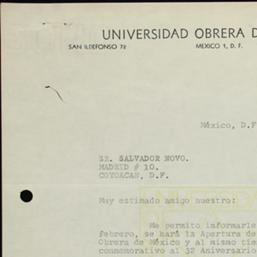 UNIVERSIDAD OBRERA D
SAN ILDEFONSO 72 MEXICO 1, D. F.
México, D.F
SR. SALVADOR NOVO.
MADRID # 10.
COYOACAN, D.F.
Muy estimado amigo nuestro:
Me permito informarle
febrero, se hará la Apertura de
Obrera de México y al mismo tie
conmemorativo al 32 Aniversario